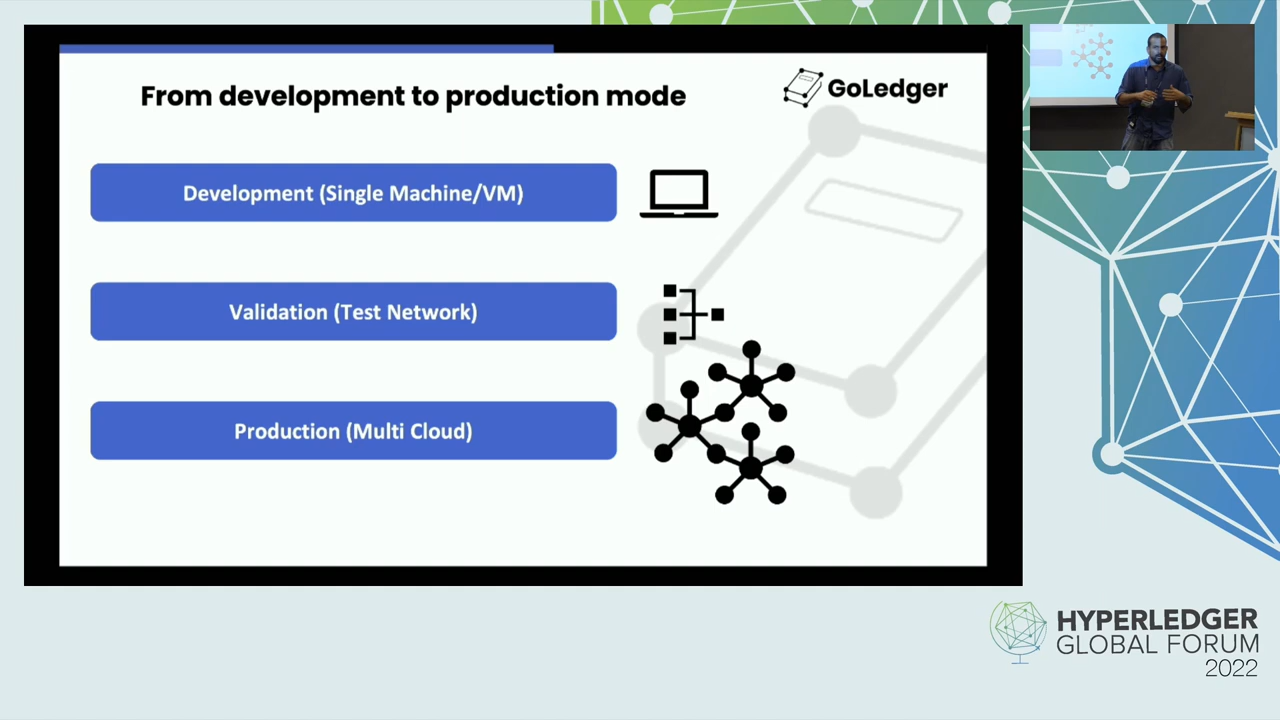 From development to production mode
GoLedger
Development (Single Machine/VM)
Validation (Test Network)
Production (Multi Cloud)
HYPERLEDGER
GLOBAL FORUM
2022